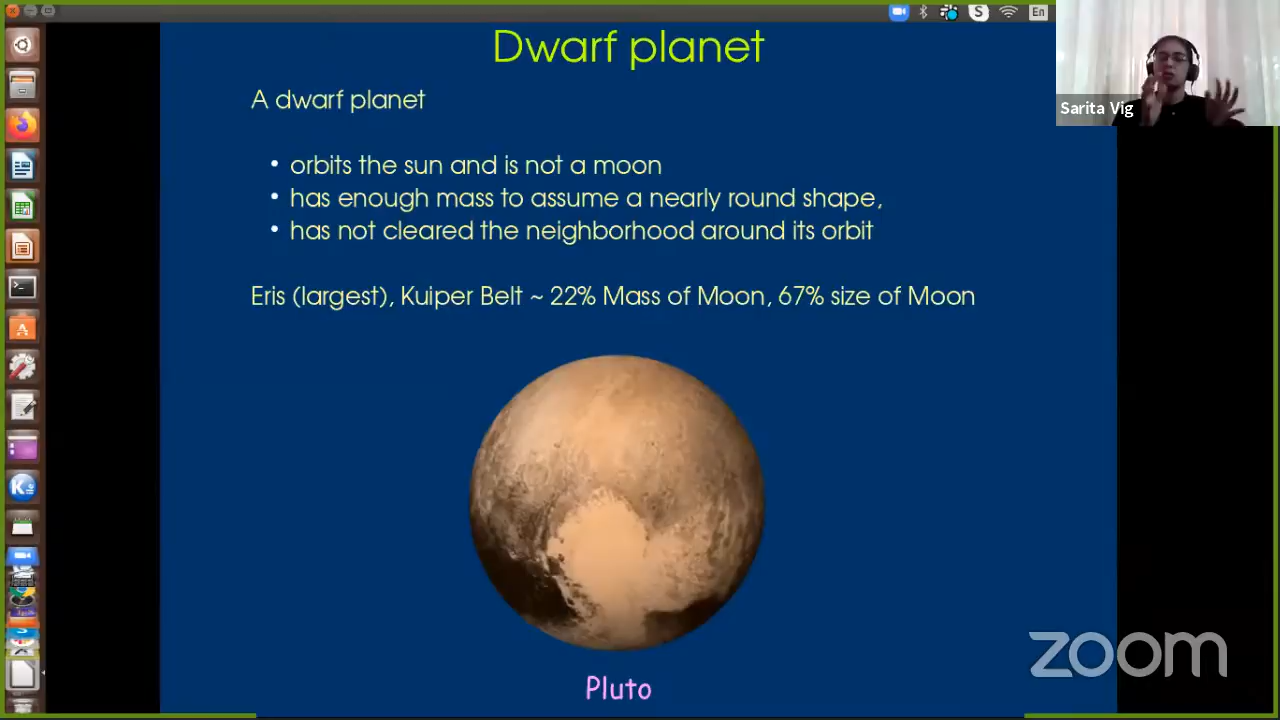 En
Dwarf planet
Sarita Vig
A dwarf planet
• orbits the sun and is not a moon
• has enough mass to assume a nearly round shape,
• has not cleared the neighborhood around its orbit
Eris (largest), Kuiper Belt ~ 22% Mass of Moon, 67% size of Moon
Pluto
zoom